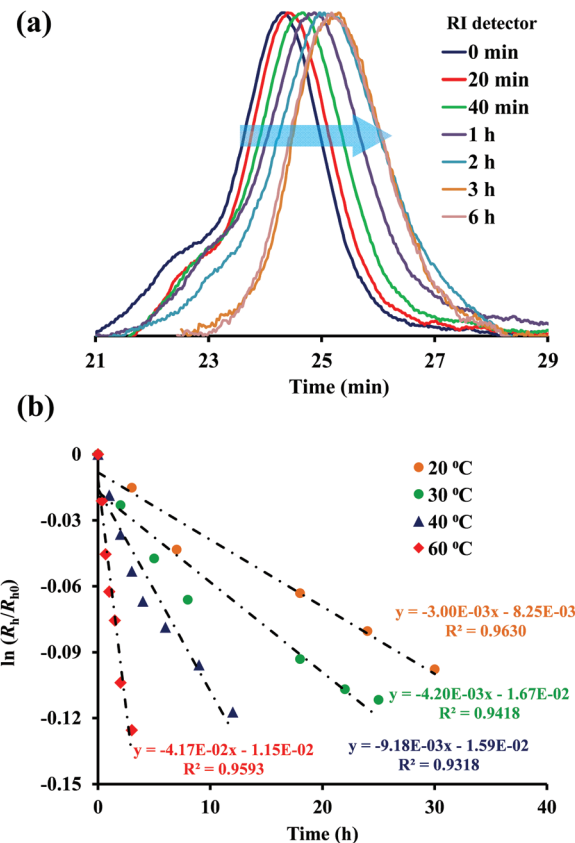 (a)
RI detector
0 min
20 min
40 min
1 h
2 h
3 h
6 h
21 23 25 27 29
Time (min)
(b)
0
-0.03
-0.06
-0.09
-0.12
-0.15
ln (Rh/Rh0)
20 ⁰C
30 ⁰C
40 ⁰C
60 ⁰C
y = -3.00E-03x - 8.25E-03
R² = 0.9630
y = -4.20E-03x - 1.67E-02
R² = 0.9418
y = -4.17E-02x - 1.15E-02
R² = 0.9593
y = -9.18E-03x - 1.59E-02
R² = 0.9318
0 10 20 30 40
Time (h)